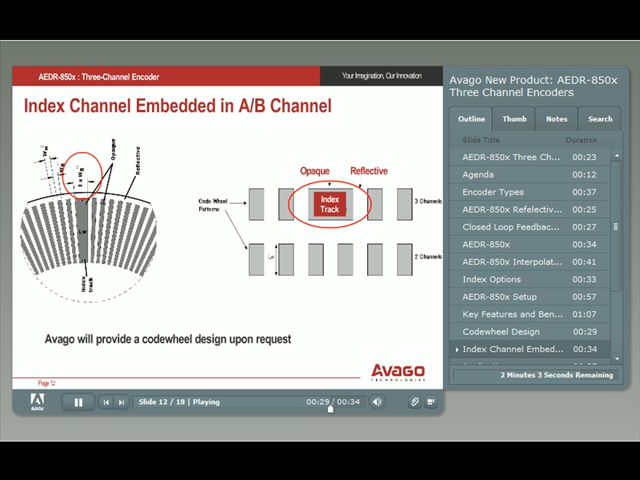 AEDR-850x : Three-Channel Encoder
Your Imagination, Our Innovation
Index Channel Embedded in A/B Channel
Opaque
Reflective
3 x W
Index track
Opaque
Reflective
Code Wheel
Patterns
Index
Track
3 Channels
2 Channels
Avago will provide a codewheel design upon request
Page 12
AVAGO
TECHNOLOGIES
Adobe
Slide 12 / 18 | Playing
00:29 / 00:34
Avago New Product: AEDR-850x
Three Channel Encoders
Outline Thumb Notes Search
Slide Title Duration
AEDR-850x Three Ch... 00:23
Agenda 00:12
Encoder Types 00:37
AEDR-850x Refelectiv... 00:25
Closed Loop Feedbac... 00:27
AEDR-850x 00:34
AEDR-850x Interpolat... 00:41
Index Options 00:33
AEDR-850x Setup 00:57
Key Features and Ben... 01:07
Codewheel Design 00:29
Index Channel Embed... 00:34
2 Minutes 3 Seconds Remaining